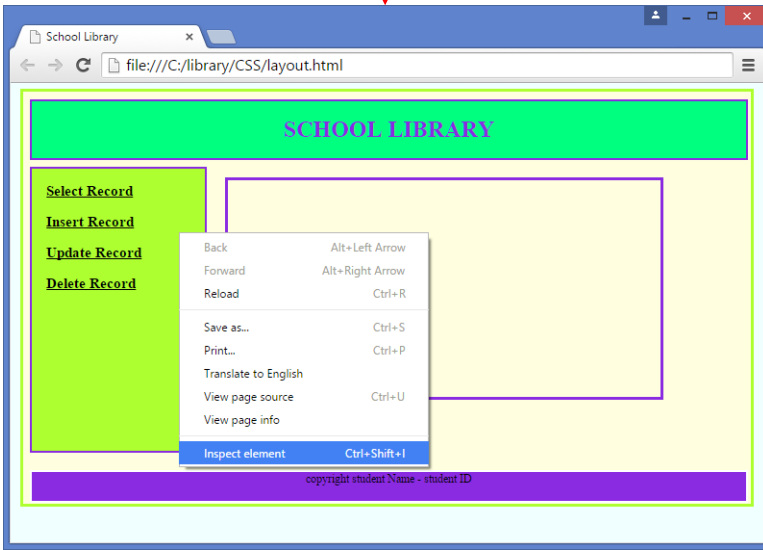 School Library
file:///C:/library/CSS/layout.html
SCHOOL LIBRARY
Select Record
Insert Record
Update Record
Delete Record
Back Alt+Left Arrow
Forward Alt+Right Arrow
Reload Ctrl+R
Save as... Ctrl+S
Print... Ctrl+P
Translate to English
View page source Ctrl+U
View page info
Inspect element Ctrl+Shift+I
copyright student Name - student ID